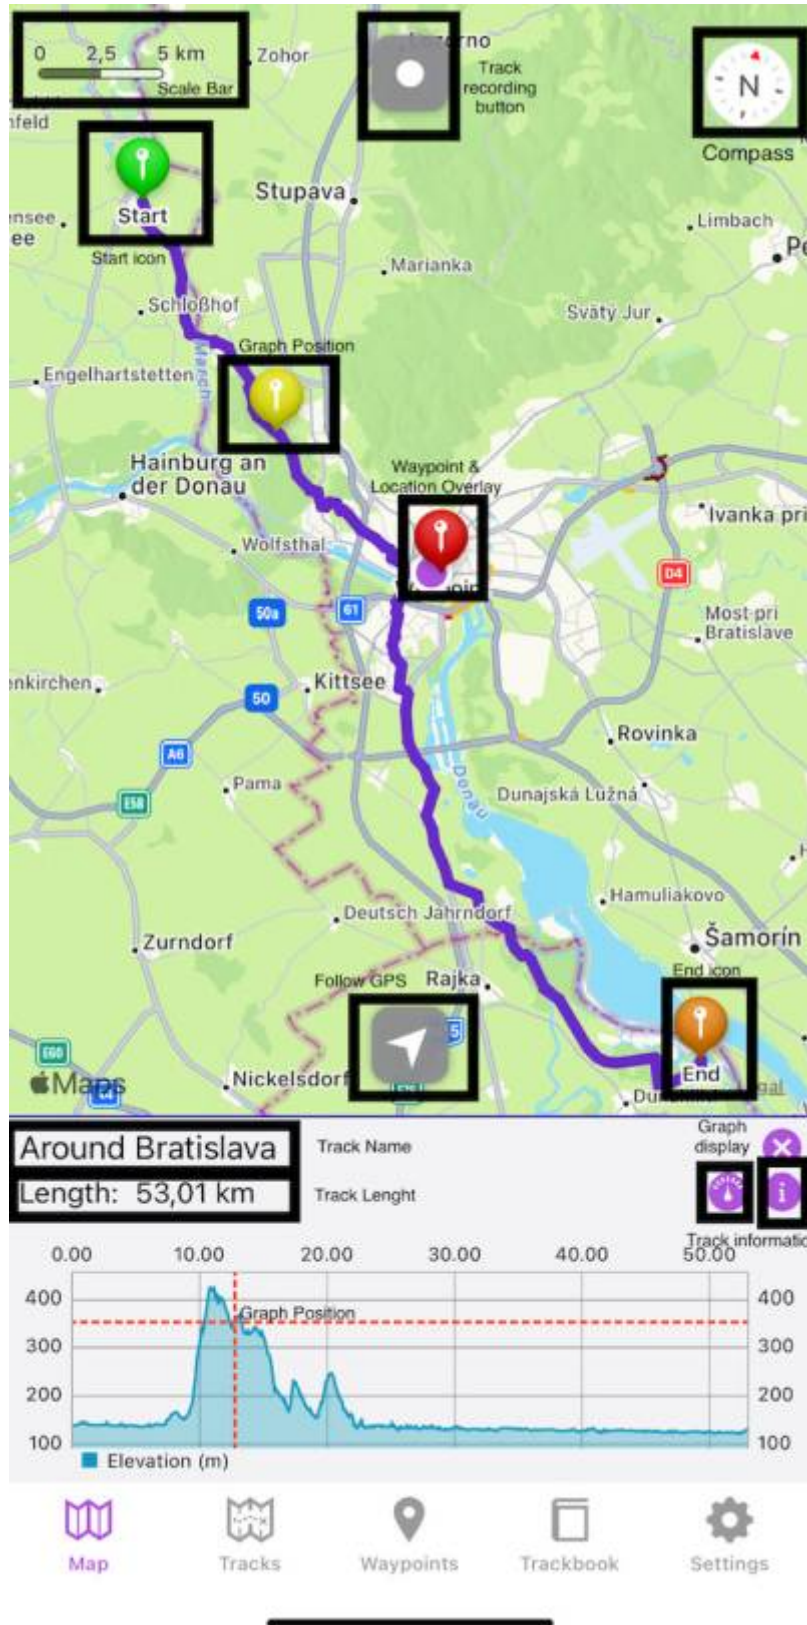 0 2,5 5 km
Scale Bar
Zohor
Track
recording
button
N
Compass
nfeld
Start
Start icon
Stupava
Limbach
Marianka
Schloßhof
Svätý Jur
Graph Position
March
Engelhartstetten
Hainburg an
der Donau
Waypoint &
Location Overlay
Ivanka pri
Wolfsthal
D4
50a
61
Most pri
Bratislave
enkirchen
Kittsee
50
Rovinka
A6
Donau
Pama
Dunajská Lužná
E58
Hamuliakovo
Deutsch Jahrndorf
Zurndorf
Šamorín
End icon
Follow GPS
Rajka
E60
Maps
Nickelsdorf
End
Around Bratislava
Track Name
Graph
display
Length: 53,01 km
Track Lenght
i
Track informatio
0.00 10.00 20.00 30.00 40.00 50.00
400 400
Graph Position
300 300
200 200
100 100
Elevation (m)
Map Tracks Waypoints Trackbook Settings